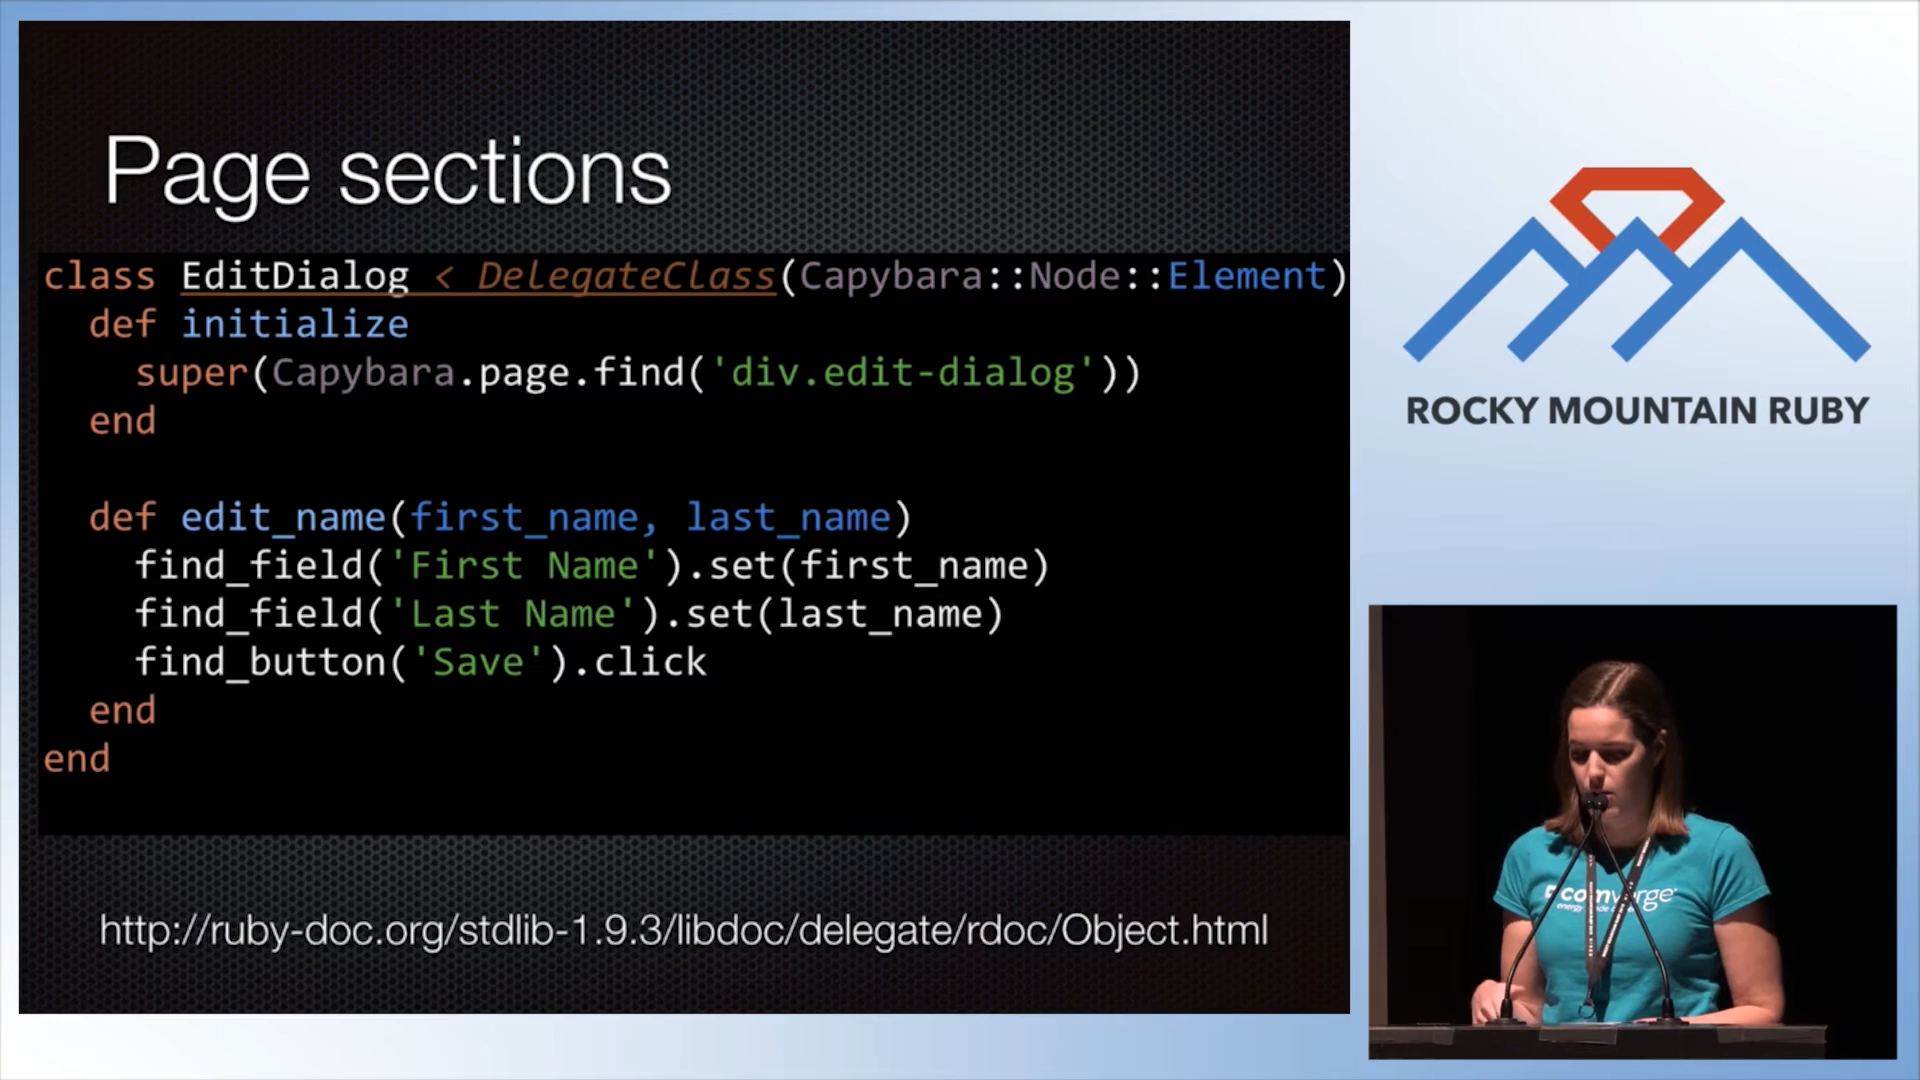 Page sections
class EditDialog < DelegateClass(Capybara::Node::Element)
  def initialize
    super(Capybara.page.find('div.edit-dialog'))
  end

  def edit_name(first_name, last_name)
    find_field('First Name').set(first_name)
    find_field('Last Name').set(last_name)
    find_button('Save').click
  end
end
http://ruby-doc.org/stdlib-1.9.3/libdoc/delegate/rdoc/Object.html
ROCKY MOUNTAIN RUBY
comverge